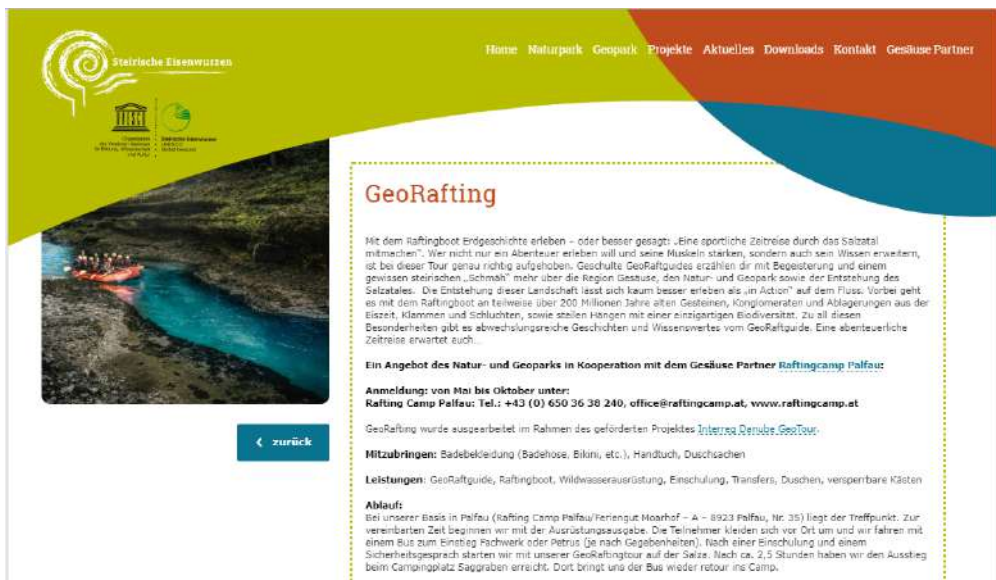 Home Naturpark Geopark Projekte Aktuelles Downloads Kontakt Gesäuse Partner
Steirische Eisenwurzen
UNESCO
GeoRafting
Mit dem Raftingboot Erdgeschichte erleben – oder besser gesagt: „Eine sportliche Zeitreise durch das Salzatal
mitmachen“. Wer nicht nur ein Abenteuer erleben will und seine Muskeln stärken, sondern auch sein Wissen erweitern,
ist bei dieser Tour genau richtig aufgehoben. Geschulte GeoRaftguides erzählen dir mit Begeisterung und einem
gewissen steirischen „Schmäh“ mehr über die Region Gesäuse, den Natur- und Geopark sowie der Entstehung des
Salzatales. Die Entstehung dieser Landschaft lässt sich kaum besser erleben als „in Action“ auf dem Fluss. Vorbei geht
es mit dem Raftingboot an teilweise über 200 Millionen Jahre alten Gesteinen, Konglomeraten und Ablagerungen aus der
Eiszeit, Klammen und Schluchten, sowie steilen Hängen mit einer einzigartigen Biodiversität. Zu all diesen
Besonderheiten gibt es abwechslungsreiche Geschichten und Wissenswertes vom GeoRaftguide. Eine abenteuerliche
Zeitreise erwartet euch...
Ein Angebot des Natur- und Geoparks in Kooperation mit dem Gesäuse Partner Raftingcamp Palfau:
Anmeldung: von Mai bis Oktober unter:
Rafting Camp Palfau: Tel.: +43 (0) 650 36 38 240, office@raftingcamp.at, www.raftingcamp.at
GeoRafting wurde ausgearbeitet im Rahmen des geförderten Projektes Interreg Danube GeoTour.
‹ zurück
Mitzubringen: Badebekleidung (Badehose, Bikini, etc.), Handtuch, Duschsachen
Leistungen: GeoRaftguide, Raftingboot, Wildwasserausrüstung, Einschulung, Transfers, Duschen, versperrbare Kästen
Ablauf:
Bei unserer Basis in Palfau (Rafting Camp Palfau/Feriengut Moarhof – A – 8923 Palfau, Nr. 35) liegt der Treffpunkt. Zur
vereinbarten Zeit beginnen wir mit der Ausrüstungsausgabe. Die Teilnehmer kleiden sich vor Ort um und wir fahren mit
einem Bus zum Einstieg Fachwerk oder Petrus (je nach Gegebenheiten). Nach einer Einschulung und einem
Sicherheitsgespräch starten wir mit unserer GeoRaftingtour auf der Salza. Nach ca. 2,5 Stunden haben wir den Ausstieg
beim Campingplatz Saggraben erreicht. Dort bringt uns der Bus wieder retour ins Camp.